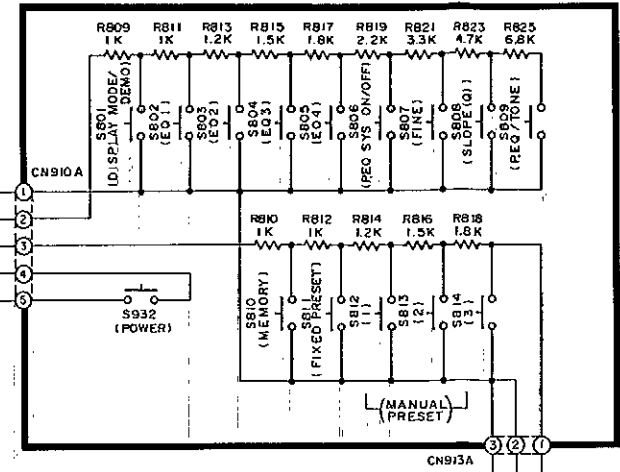 R809 R811 R813 R815 R817 R819 R821 R823 R825
1K 1K 1.2K 1.5K 1.8K 2.2K 3.3K 4.7K 6.8K
S801
(DISPLAY MODE/
DEMO)
S802
(EQ1)
S803
(EQ2)
S804
(EQ3)
S805
(EQ4)
S806
(PEQ SYS ON/OFF)
S807
(FINE)
S808
(SLOPE(Q))
S809
(P.EQ/TONE)
CN910A
1
2
3
4
5
R810 R812 R814 R816 R818
1K 1K 1.2K 1.5K 1.8K
S810
(MEMORY)
S811
(FIXED PRESET)
S812
(1)
S813
(2)
S814
(3)
S932
(POWER)
(MANUAL
PRESET)
3 2 1
CN913A